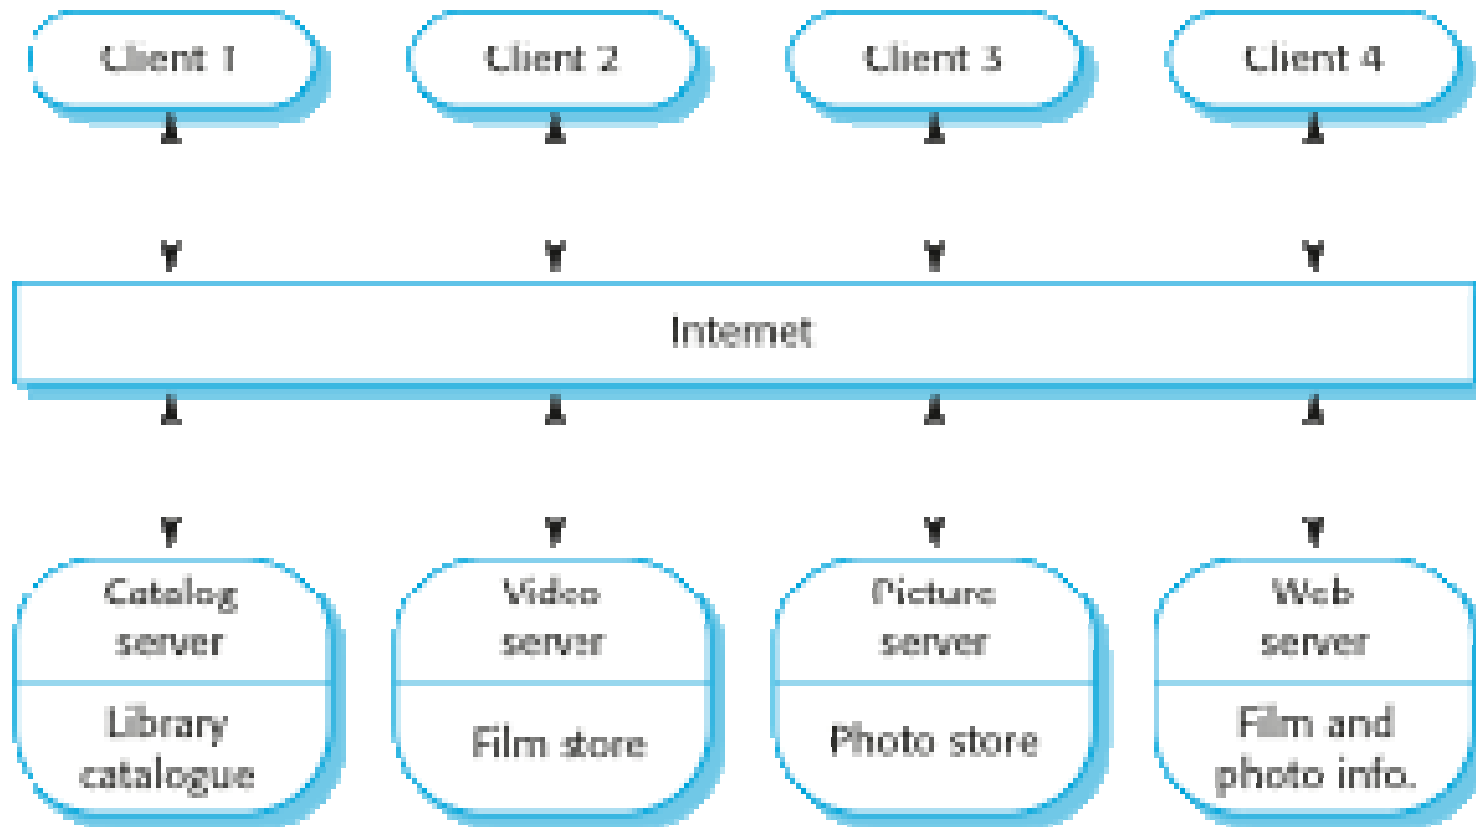 Client 1
Client 2
Client 3
Client 4
Internet
Catalog
server
Library
catalogue
Video
server
Film store
Picture
server
Photo store
Web
server
Film and
photo info.